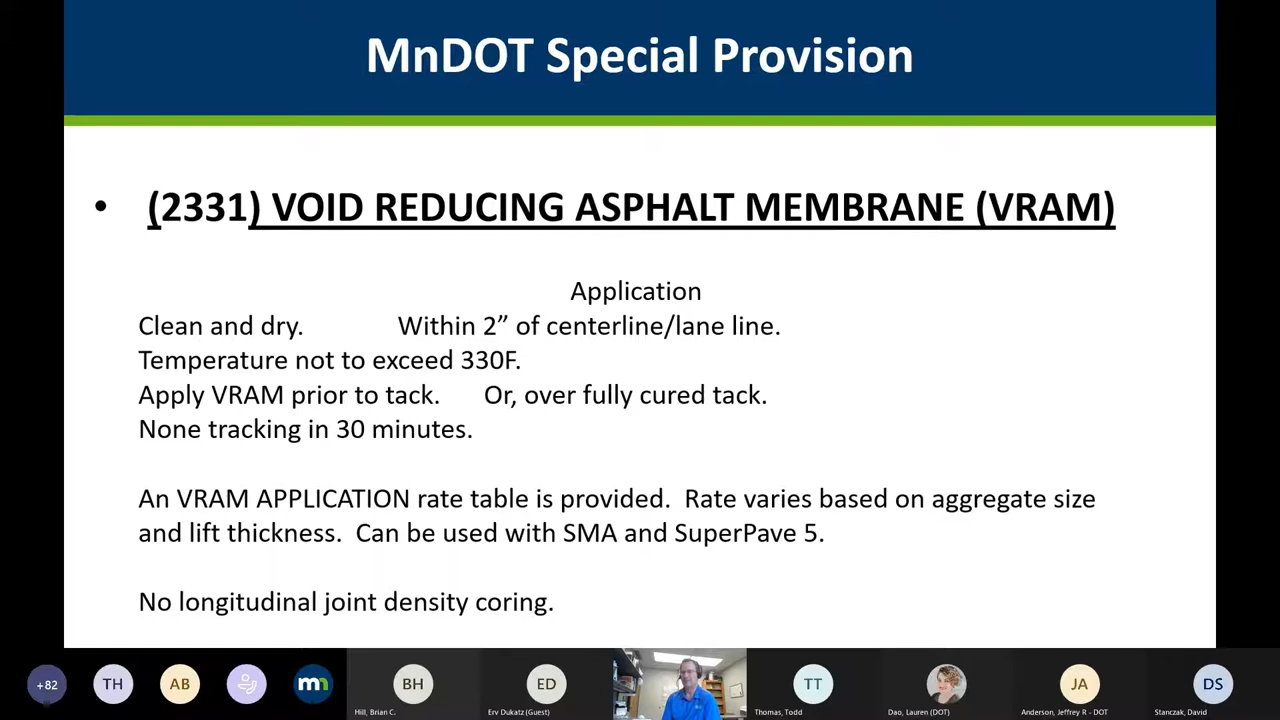 MnDOT Special Provision
• (2331) VOID REDUCING ASPHALT MEMBRANE (VRAM)
Application
Clean and dry. Within 2” of centerline/lane line.
Temperature not to exceed 330F.
Apply VRAM prior to tack. Or, over fully cured tack.
None tracking in 30 minutes.
An VRAM APPLICATION rate table is provided. Rate varies based on aggregate size
and lift thickness. Can be used with SMA and SuperPave 5.
No longitudinal joint density coring.
+82 TH AB mn BH ED TT JA DS
Hill, Brian C. Erv Dukatz (Guest) Thomas, Todd Dao, Lauren (DOT) Anderson, Jeffrey R - DOT Stanczak, David